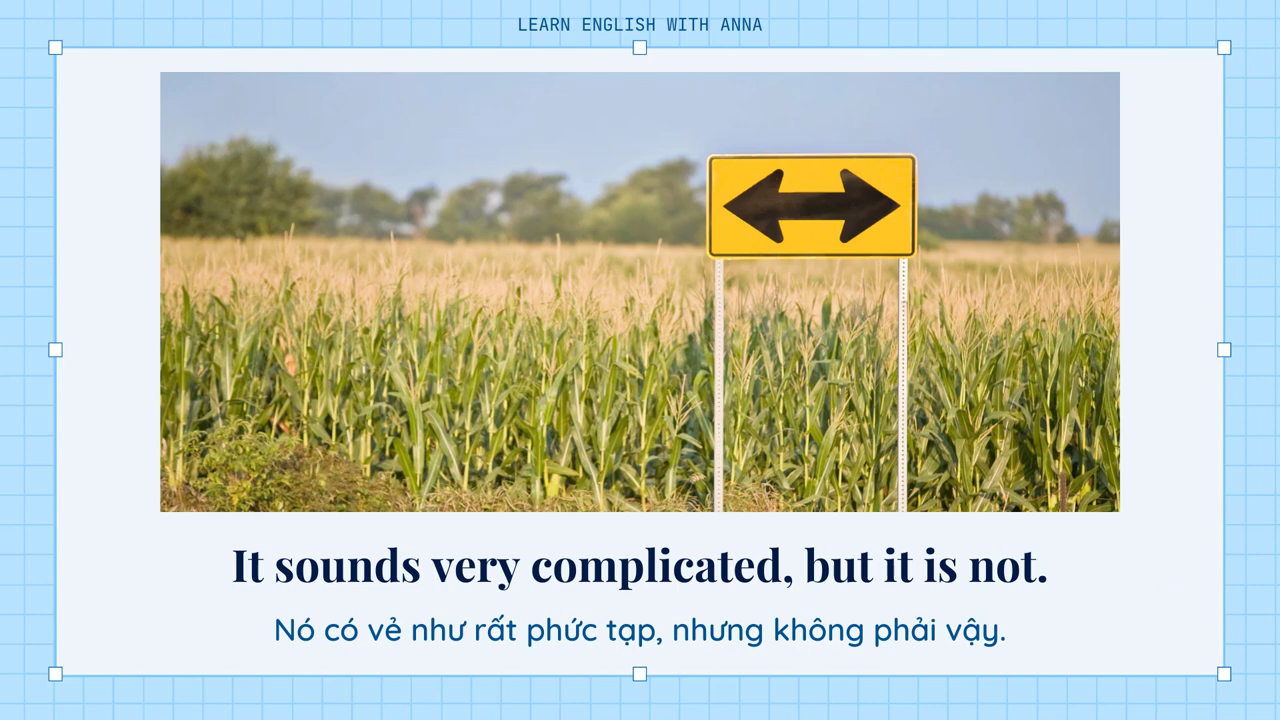 LEARN ENGLISH WITH ANNA
It sounds very complicated, but it is not.
Nó có vẻ như rất phức tạp, nhưng không phải vậy.